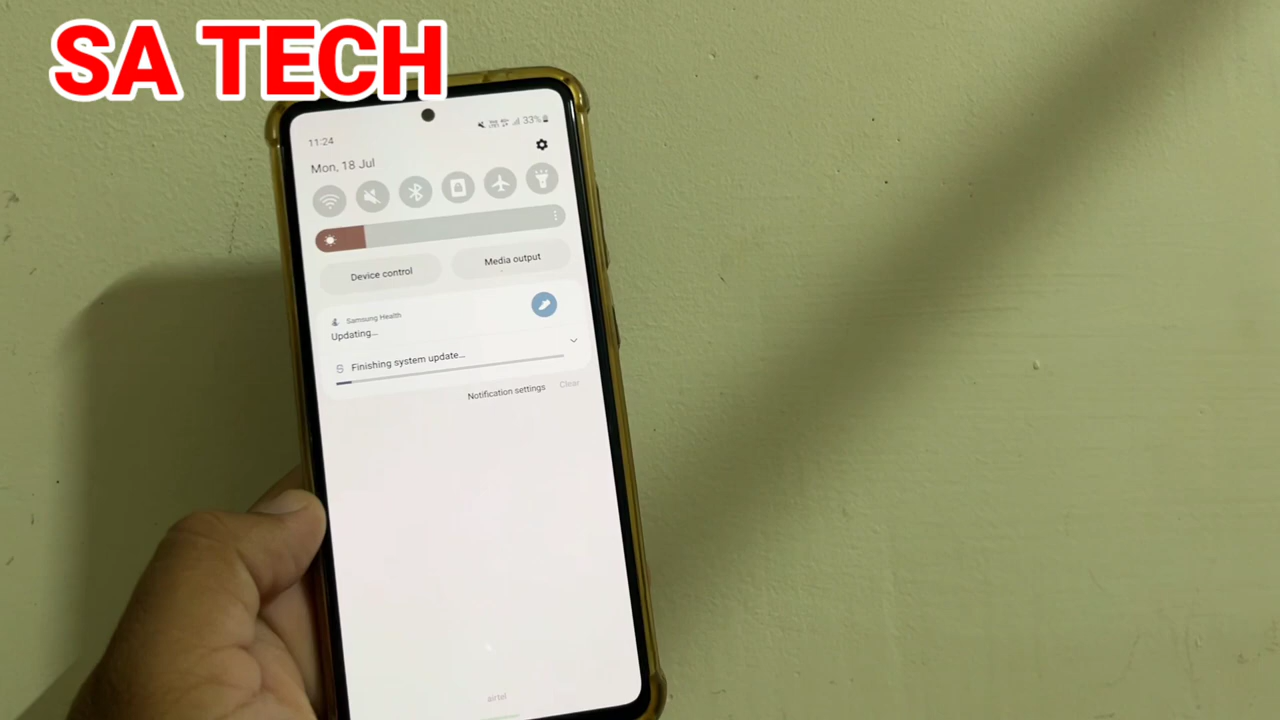 SA TECH
11:24
33%
Mon, 18 Jul
Device control
Media output
Samsung Health
Updating...
Finishing system update...
Notification settings
Clear
airtel